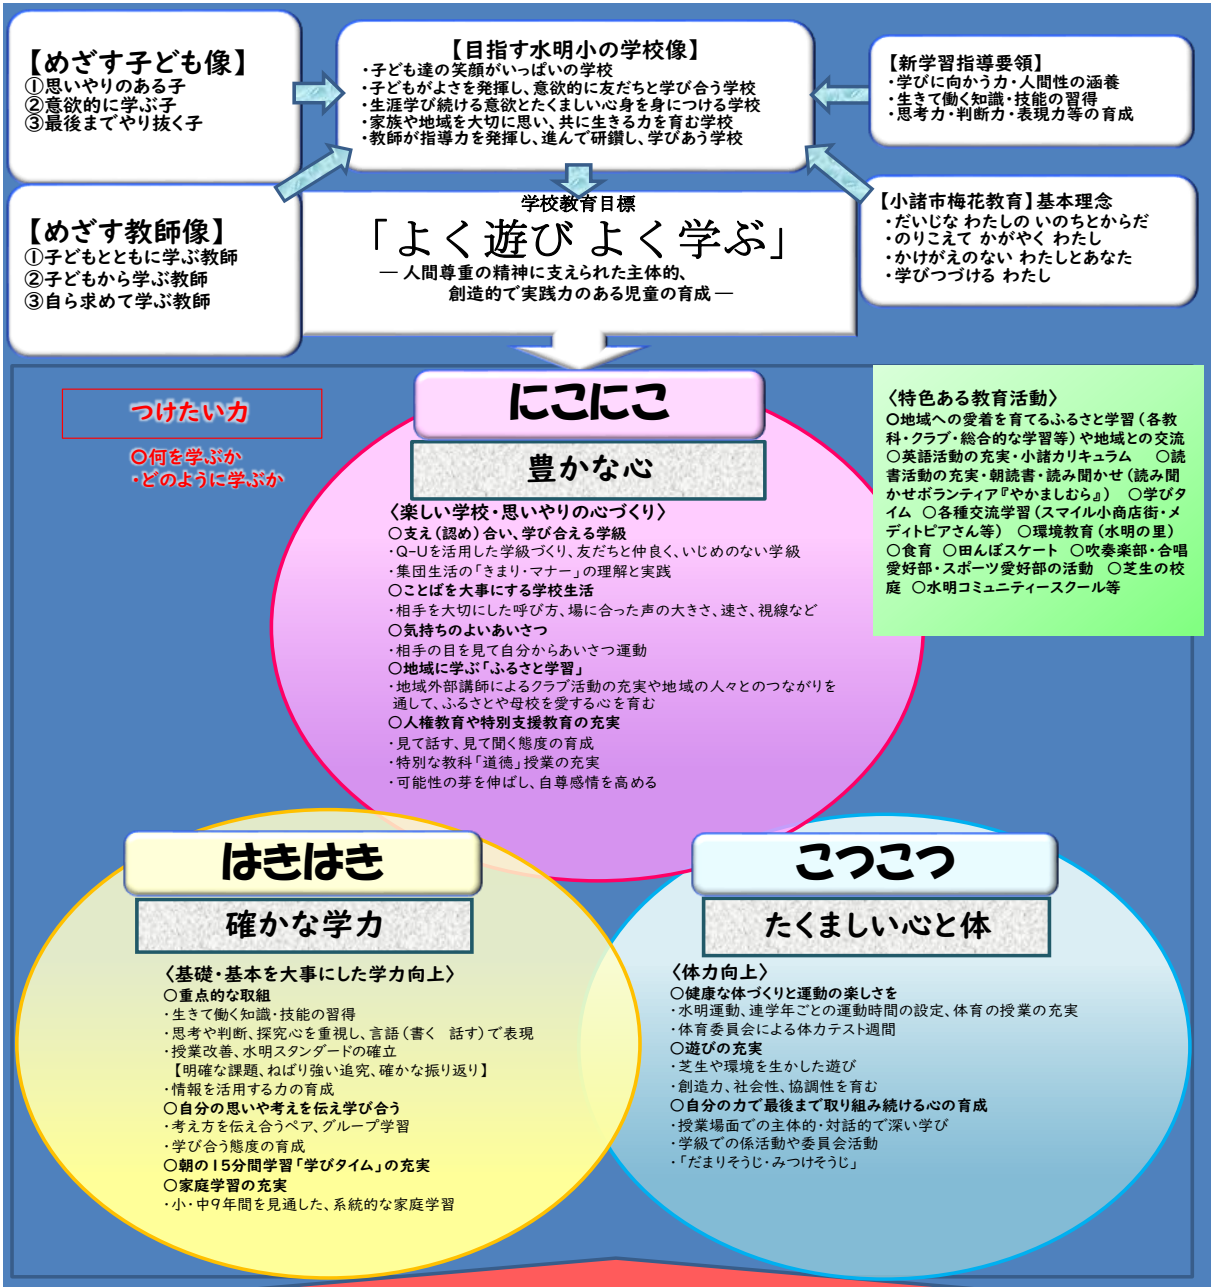 【めざす子ども像】
①思いやりのある子
②意欲的に学ぶ子
③最後までやり抜く子
【目指す水明小の学校像】
・子ども達の笑顔がいっぱいの学校
・子どもがよさを発揮し、意欲的に友だちと学び合う学校
・生涯学び続ける意欲とたくましい心身を身につける学校
・家族や地域を大切に思い、共に生きる力を育む学校
・教師が指導力を発揮し、進んで研鑽し、学びあう学校
【新学習指導要領】
・学びに向かう力・人間性の涵養
・生きて働く知識・技能の習得
・思考力・判断力・表現力等の育成
【めざす教師像】
①子どもとともに学ぶ教師
②子どもから学ぶ教師
③自ら求めて学ぶ教師
学校教育目標
「よく遊び よく学ぶ」
― 人間尊重の精神に支えられた主体的、
創造的で実践力のある児童の育成 ―
【小諸市梅花教育】基本理念
・だいじな わたしの いのちとからだ
・のりこえて かがやく わたし
・かけがえのない わたしとあなた
・学びつづける わたし
つけたい力
○何を学ぶか
・どのように学ぶか
にこにこ
豊かな心
〈楽しい学校・思いやりの心づくり〉
○支え(認め)合い、学び合える学級
・Q-Uを活用した学級づくり、友だちと仲良く、いじめのない学級
・集団生活の「きまり・マナー」の理解と実践
○ことばを大事にする学校生活
・相手を大切にした呼び方、場に合った声の大きさ、速さ、視線など
○気持ちのよいあいさつ
・相手の目を見て自分からあいさつ運動
○地域に学ぶ「ふるさと学習」
・地域外部講師によるクラブ活動の充実や地域の人々とのつながりを
通して、ふるさとや母校を愛する心を育む
○人権教育や特別支援教育の充実
・見て話す、見て聞く態度の育成
・特別な教科「道徳」授業の充実
・可能性の芽を伸ばし、自尊感情を高める
〈特色ある教育活動〉
○地域への愛着を育てるふるさと学習(各教
科・クラブ・総合的な学習等)や地域との交流
○英語活動の充実・小諸カリキュラム ○読
書活動の充実・朝読書・読み聞かせ(読み聞
かせボランティア『やかましむら』) ○学びタ
イム ○各種交流学習(スマイル小商店街・メ
ディトピアさん等) ○環境教育(水明の里)
○食育 ○田んぼスケート ○吹奏楽部・合唱
愛好部・スポーツ愛好部の活動 ○芝生の校
庭 ○水明コミュニティースクール等
はきはき
確かな学力
〈基礎・基本を大事にした学力向上〉
○重点的な取組
・生きて働く知識・技能の習得
・思考や判断、探究心を重視し、言語(書く 話す)で表現
・授業改善、水明スタンダードの確立
【明確な課題、ねばり強い追究、確かな振り返り】
・情報を活用する力の育成
○自分の思いや考えを伝え学び合う
・考え方を伝え合うペア、グループ学習
・学び合う態度の育成
○朝の15分間学習「学びタイム」の充実
○家庭学習の充実
・小・中9年間を見通した、系統的な家庭学習
こつこつ
たくましい心と体
〈体力向上〉
○健康な体づくりと運動の楽しさを
・水明運動、連学年ごとの運動時間の設定、体育の授業の充実
・体育委員会による体力テスト週間
○遊びの充実
・芝生や環境を生かした遊び
・創造力、社会性、協調性を育む
○自分の力で最後まで取り組み続ける心の育成
・授業場面での主体的・対話的で深い学び
・学級での係活動や委員会活動
・「だまりそうじ・みつけそうじ」